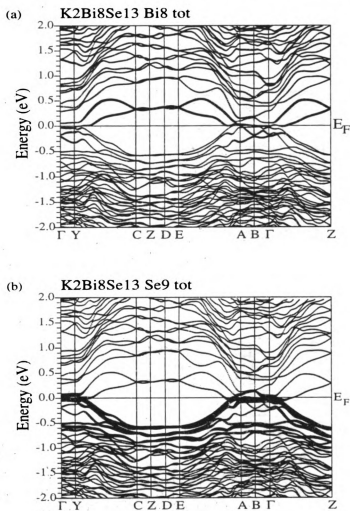 (a) K2Bi8Se13 Bi8 tot
2.0
1.5
1.0
0.5
0.0
-0.5
-1.0
-1.5
-2.0
Energy (eV)
E_F
Γ Y C Z D E A B Γ Z
(b) K2Bi8Se13 Se9 tot
2.0
1.5
1.0
0.5
0.0
-0.5
-1.0
-1.5
-2.0
Energy (eV)
E_F
Γ Y C Z D E A B Γ Z